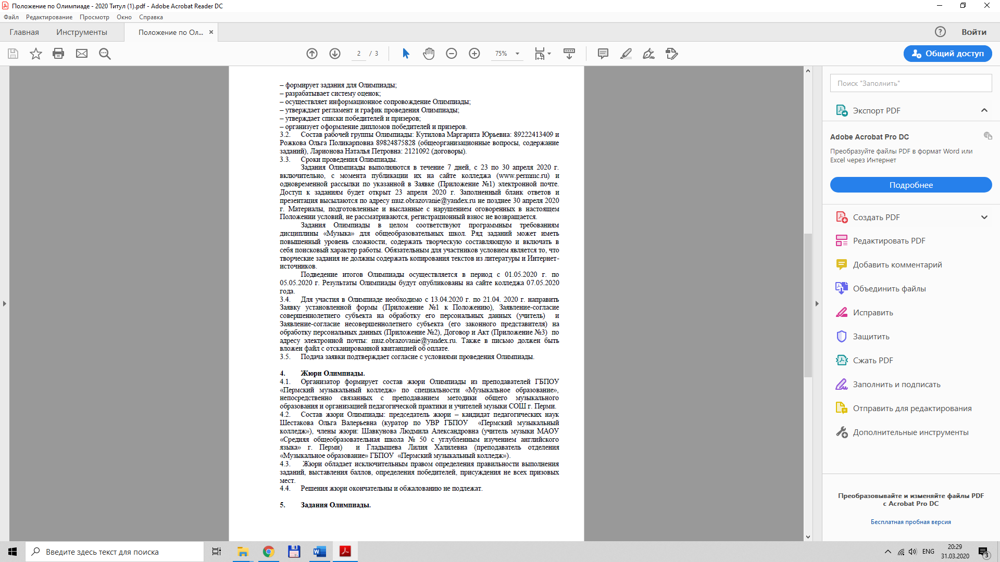 Положение по Олимпиаде - 2020 Титул (1).pdf - Adobe Acrobat Reader DC
Файл Редактирование Просмотр Окно Справка
Главная Инструменты Положение по Ол... × ? Войти
2 / 3 75% Общий доступ
– формирует задания для Олимпиады;
– разрабатывает систему оценок;
– осуществляет информационное сопровождение Олимпиады;
– утверждает регламент и график проведения Олимпиады;
– утверждает списки победителей и призеров;
– организует оформление дипломов победителей и призеров.
3.2. Состав рабочей группы Олимпиады: Кутилова Маргарита Юрьевна: 89222413409 и
Рожкова Ольга Поликарповна 89824875828 (общеорганизационные вопросы, содержание
заданий), Ларионова Наталья Петровна: 2121092 (договоры).
3.3. Сроки проведения Олимпиады.
Задания Олимпиады выполняются в течение 7 дней, с 23 по 30 апреля 2020 г.
включительно, с момента публикации их на сайте колледжа (www.permmc.ru) и
одновременной рассылки по указанной в Заявке (Приложение №1) электронной почте.
Доступ к заданиям будет открыт 23 апреля 2020 г. Заполненный бланк ответов и
презентация высылаются по адресу muz.obrazovanie@yandex.ru не позднее 30 апреля 2020
г. Материалы, подготовленные и высланные с нарушением оговоренных в настоящем
Положении условий, не рассматриваются, регистрационный взнос не возвращается.
Задания Олимпиады в целом соответствуют программным требованиям
дисциплины «Музыка» для общеобразовательных школ. Ряд заданий может иметь
повышенный уровень сложности, содержать творческую составляющую и включать в
себя поисковый характер работы. Обязательным для участников условием является то, что
творческие задания не должны содержать копирования текстов из литературы и Интернет-
источников.
Подведение итогов Олимпиады осуществляется в период с 01.05.2020 г. по
05.05.2020 г. Результаты Олимпиады будут опубликованы на сайте колледжа 07.05.2020
года.
3.4. Для участия в Олимпиаде необходимо с 13.04.2020 г. по 21.04. 2020 г. направить
Заявку установленной формы (Приложение №1 к Положению), Заявление-согласие
совершеннолетнего субъекта на обработку его персональных данных (учитель) и
Заявление-согласие несовершеннолетнего субъекта (его законного представителя) на
обработку персональных данных (Приложение №2), Договор и Акт (Приложение №3) по
адресу электронной почты: muz.obrazovanie@yandex.ru. Также в письмо должен быть
вложен файл с отсканированной квитанцией об оплате.
3.5. Подача заявки подтверждает согласие с условиями проведения Олимпиады.
4. Жюри Олимпиады.
4.1. Организатор формирует состав жюри Олимпиады из преподавателей ГБПОУ
«Пермский музыкальный колледж» по специальности «Музыкальное образование»,
непосредственно связанных с преподаванием методики общего музыкального
образования и организацией педагогической практики и учителей музыки СОШ г. Перми.
4.2. Состав жюри Олимпиады: председатель жюри – кандидат педагогических наук
Шестакова Ольга Валерьевна (куратор по УВР ГБПОУ «Пермский музыкальный
колледж»), члены жюри: Шавкунова Людмила Александровна (учитель музыки МАОУ
«Средняя общеобразовательная школа № 50 с углубленным изучением английского
языка» г. Перми) и Гладышева Лилия Халилевна (преподаватель отделения
«Музыкальное образование» ГБПОУ «Пермский музыкальный колледж»).
4.3. Жюри обладает исключительным правом определения правильности выполнения
заданий, выставления баллов, определения победителей, присуждения не всех призовых
мест.
4.4. Решения жюри окончательны и обжалованию не подлежат.
5. Задания Олимпиады.
Поиск "Заполнить"
Экспорт PDF
Adobe Acrobat Pro DC
Преобразуйте файлы PDF в формат Word или
Excel через Интернет
Подробнее
Создать PDF
Редактировать PDF
Добавить комментарий
Объединить файлы
Исправить
Защитить
Сжать PDF
Заполнить и подписать
Отправить для редактирования
Дополнительные инструменты
Преобразовывайте и изменяйте файлы PDF
с Acrobat Pro DC
Бесплатная пробная версия
Введите здесь текст для поиска
ENG
20:29
31.03.2020
3